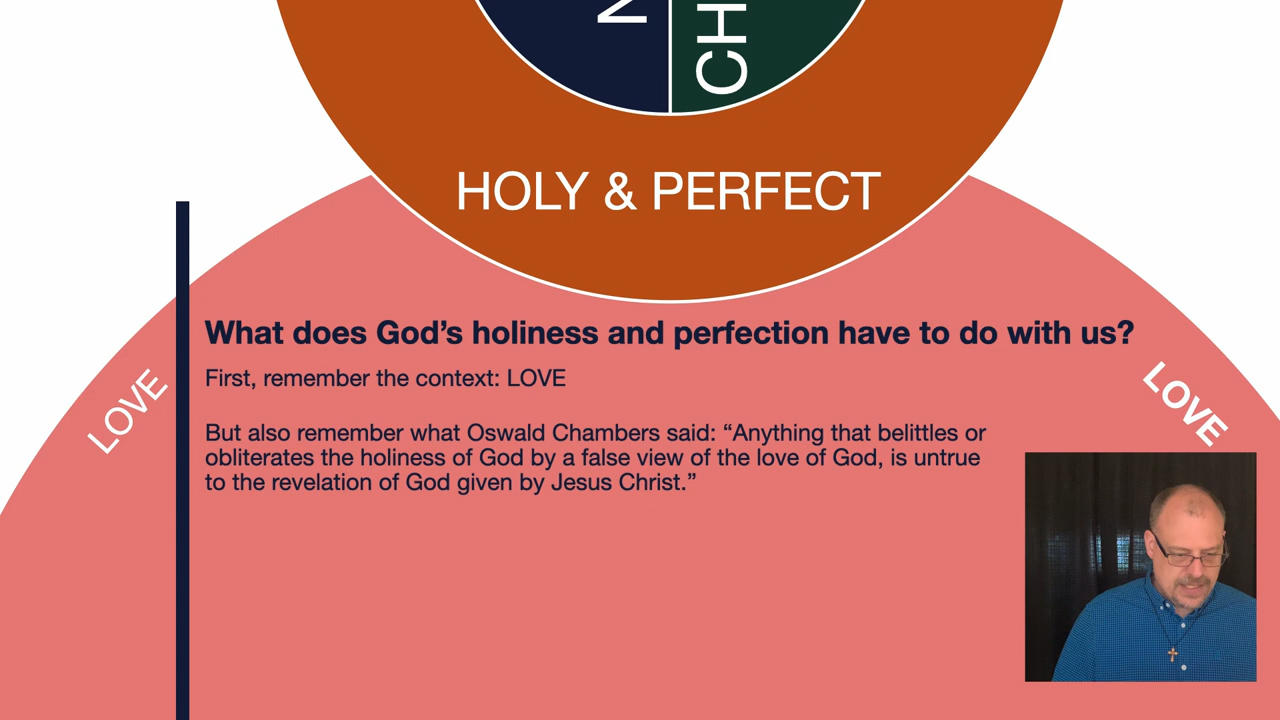 CH
HOLY & PERFECT
What does God’s holiness and perfection have to do with us?
First, remember the context: LOVE
LOVE
LOVE
But also remember what Oswald Chambers said: “Anything that belittles or
obliterates the holiness of God by a false view of the love of God, is untrue
to the revelation of God given by Jesus Christ.”